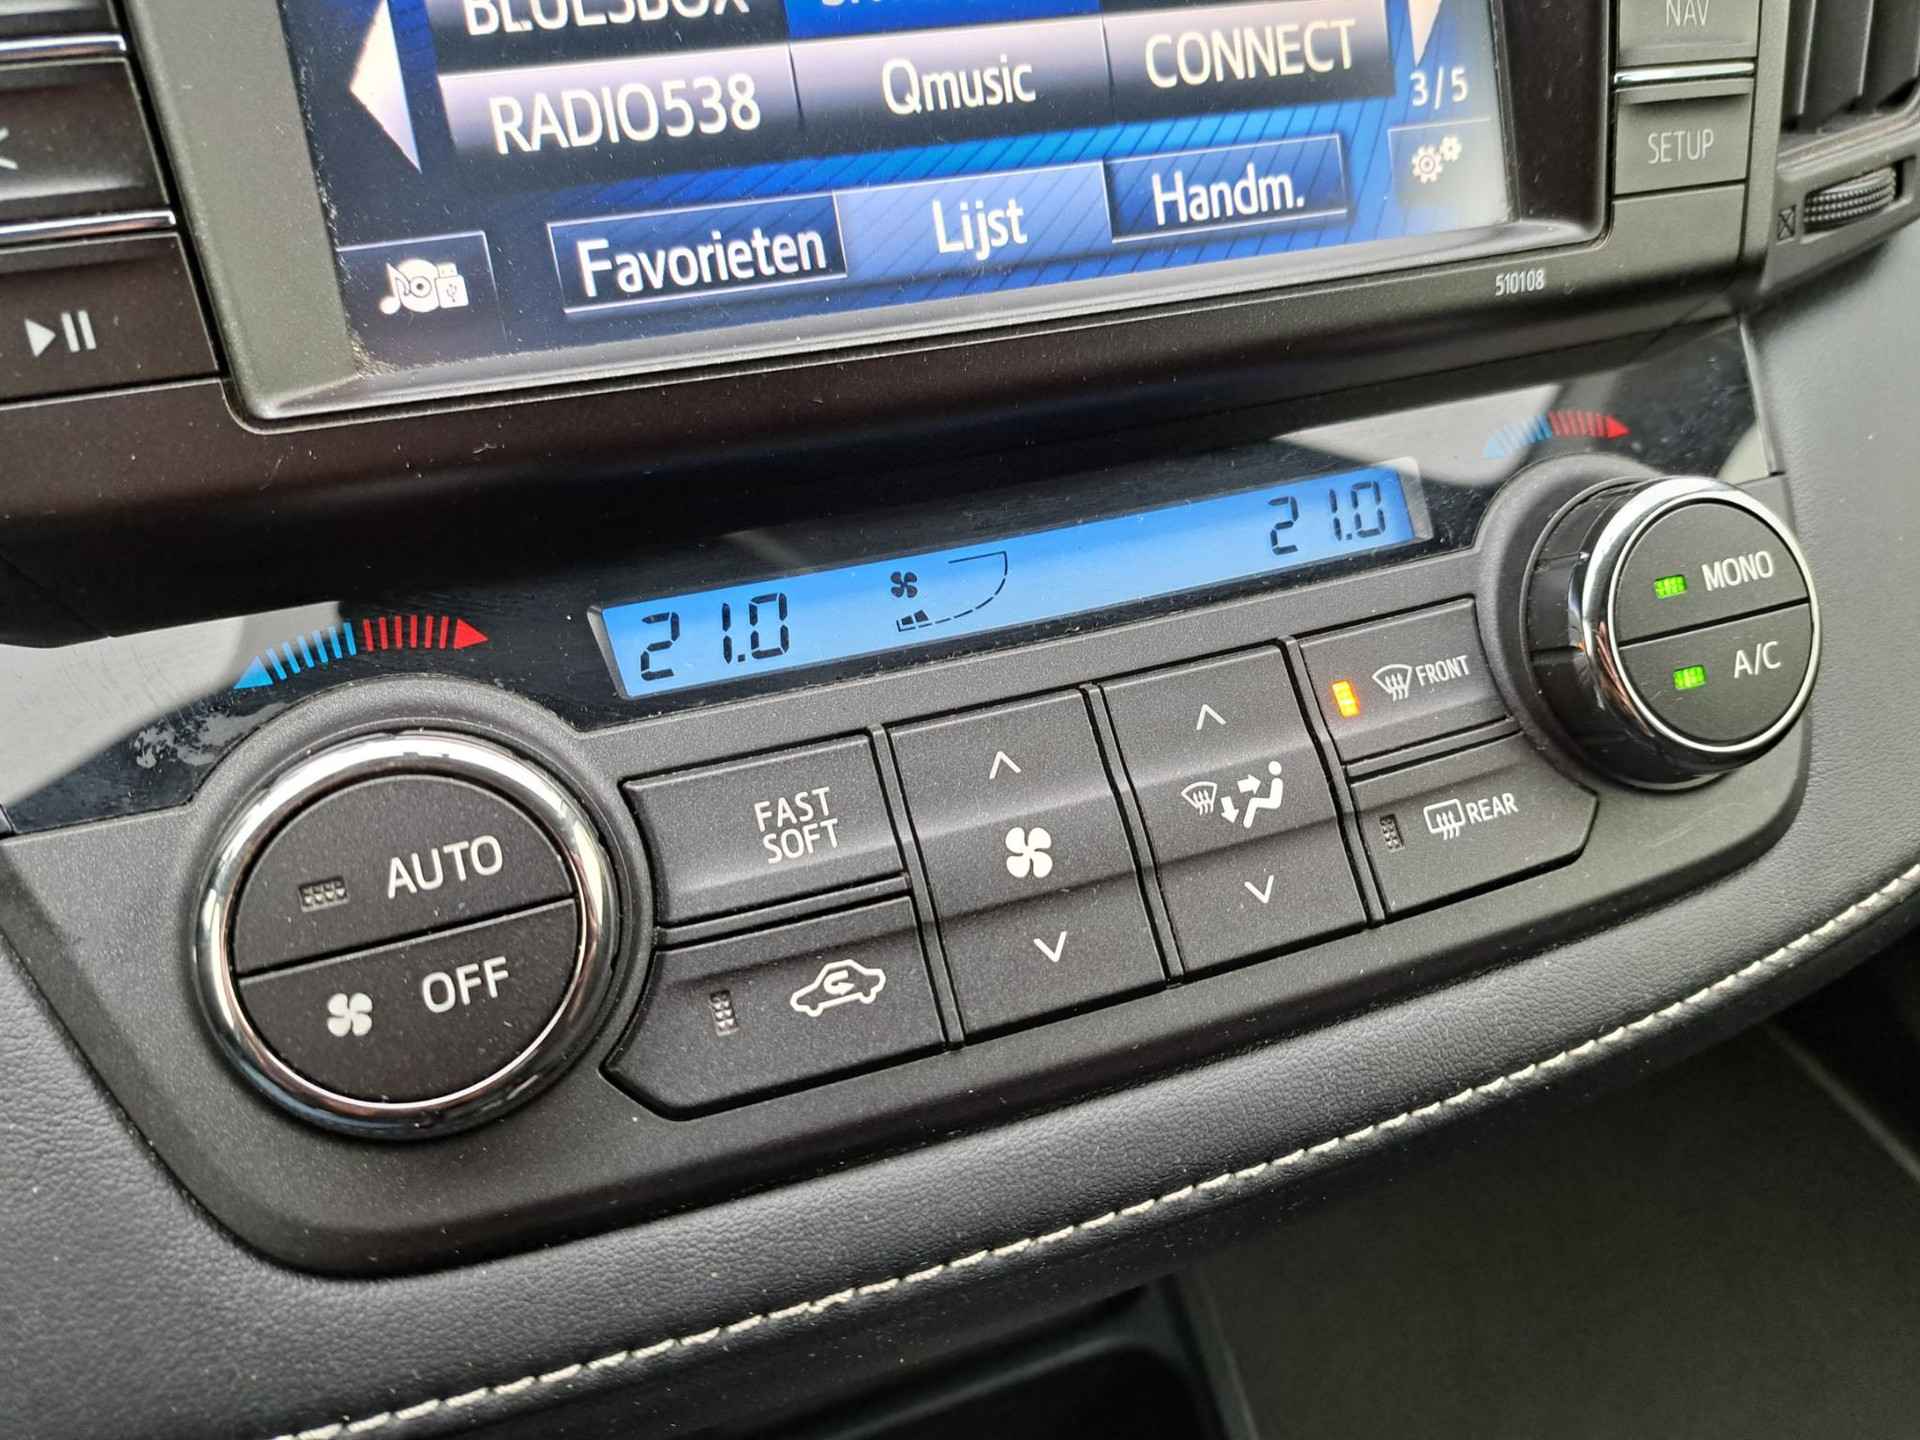 BLUESBOX
RADIO538 Qmusic CONNECT
3/5
Favorieten Lijst Handm.
NAV
SETUP
510108
21.0 21.0
MONO
A/C
FRONT
REAR
FAST
SOFT
AUTO
OFF